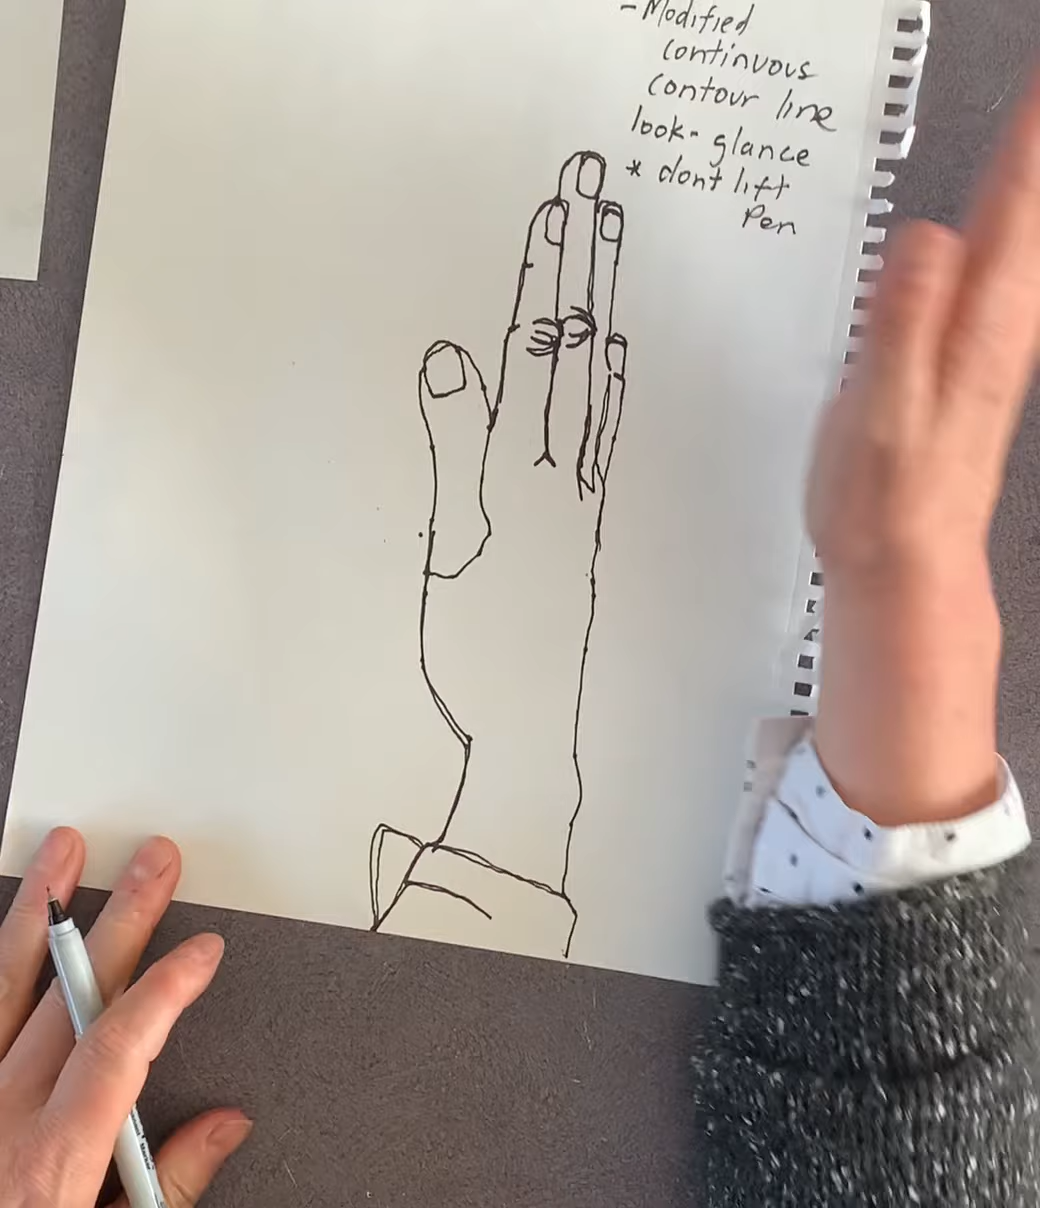 - Modified
continuous
contour line
look- glance
* dont lift
Pen